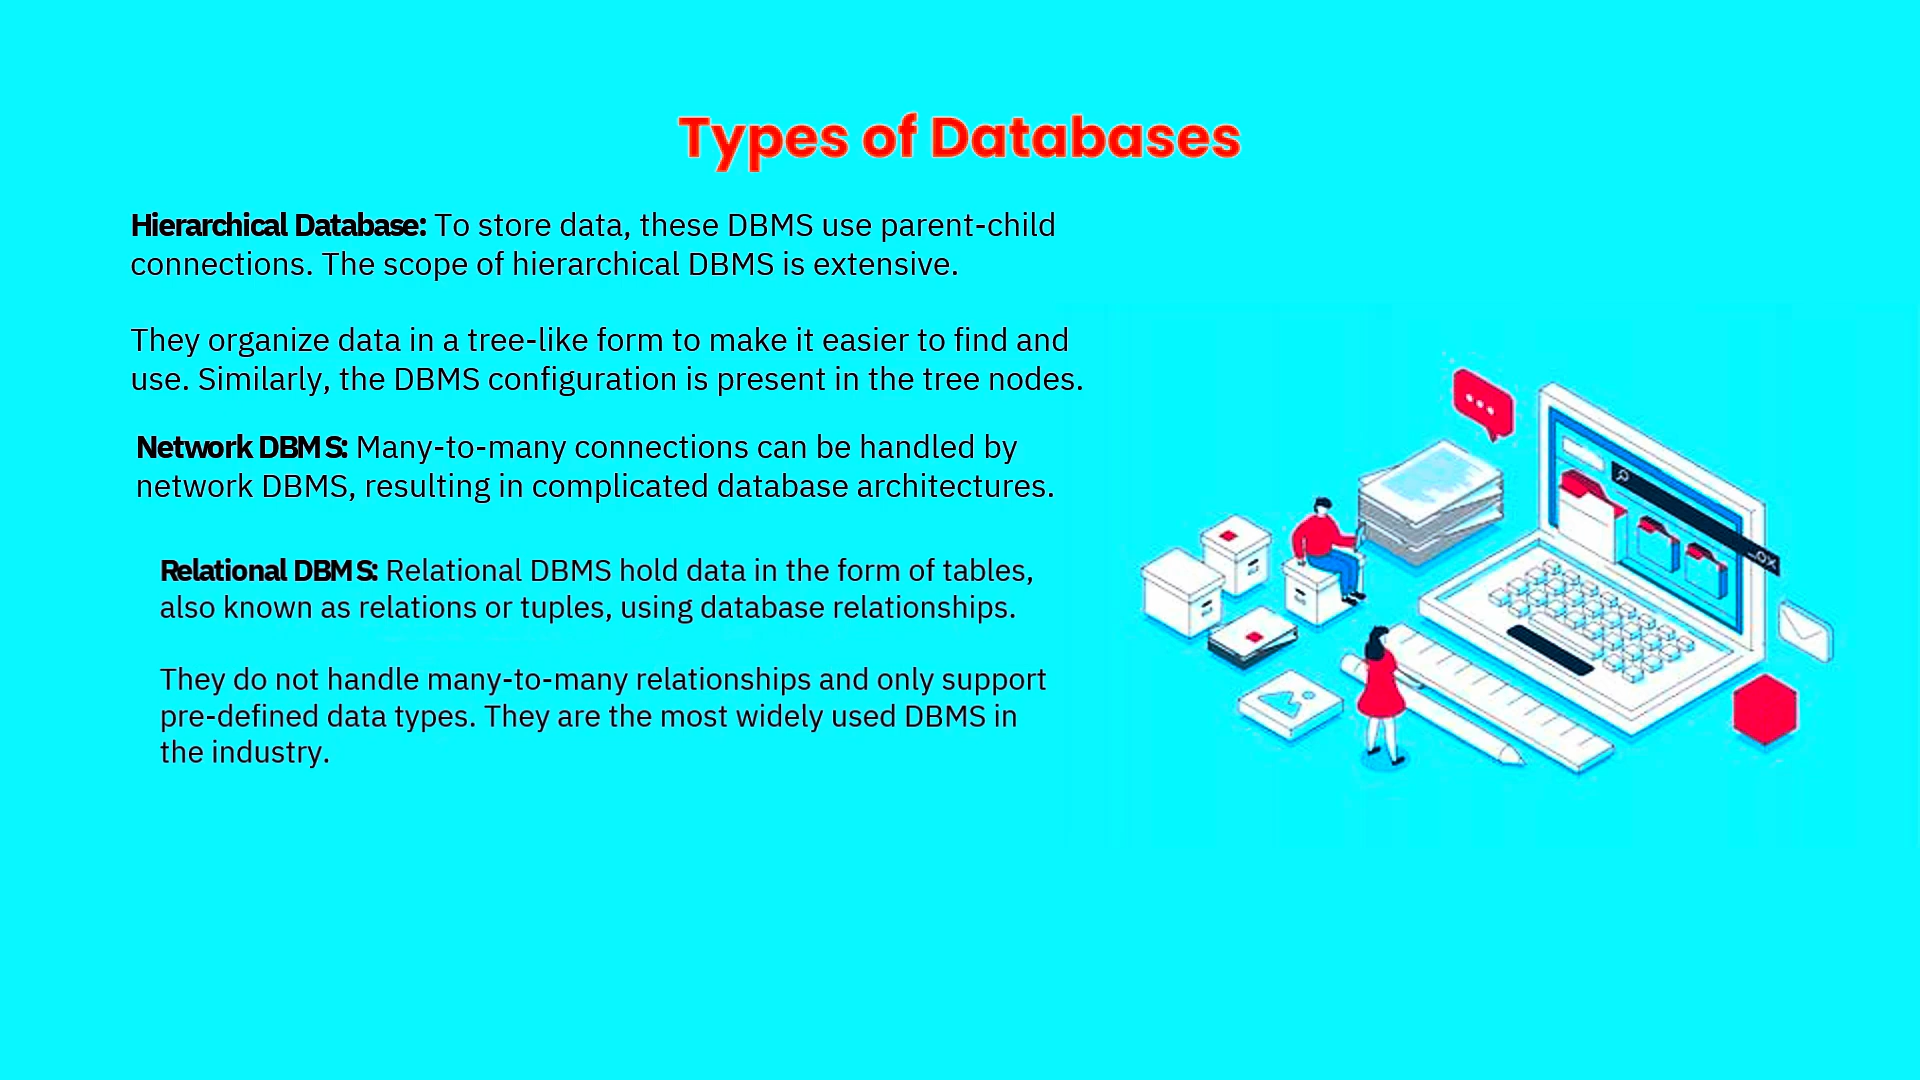 Types of Databases
Hierarchical Database: To store data, these DBMS use parent-child
connections. The scope of hierarchical DBMS is extensive.
They organize data in a tree-like form to make it easier to find and
use. Similarly, the DBMS configuration is present in the tree nodes.
Network DBMS: Many-to-many connections can be handled by
network DBMS, resulting in complicated database architectures.
Relational DBMS: Relational DBMS hold data in the form of tables,
also known as relations or tuples, using database relationships.
They do not handle many-to-many relationships and only support
pre-defined data types. They are the most widely used DBMS in
the industry.